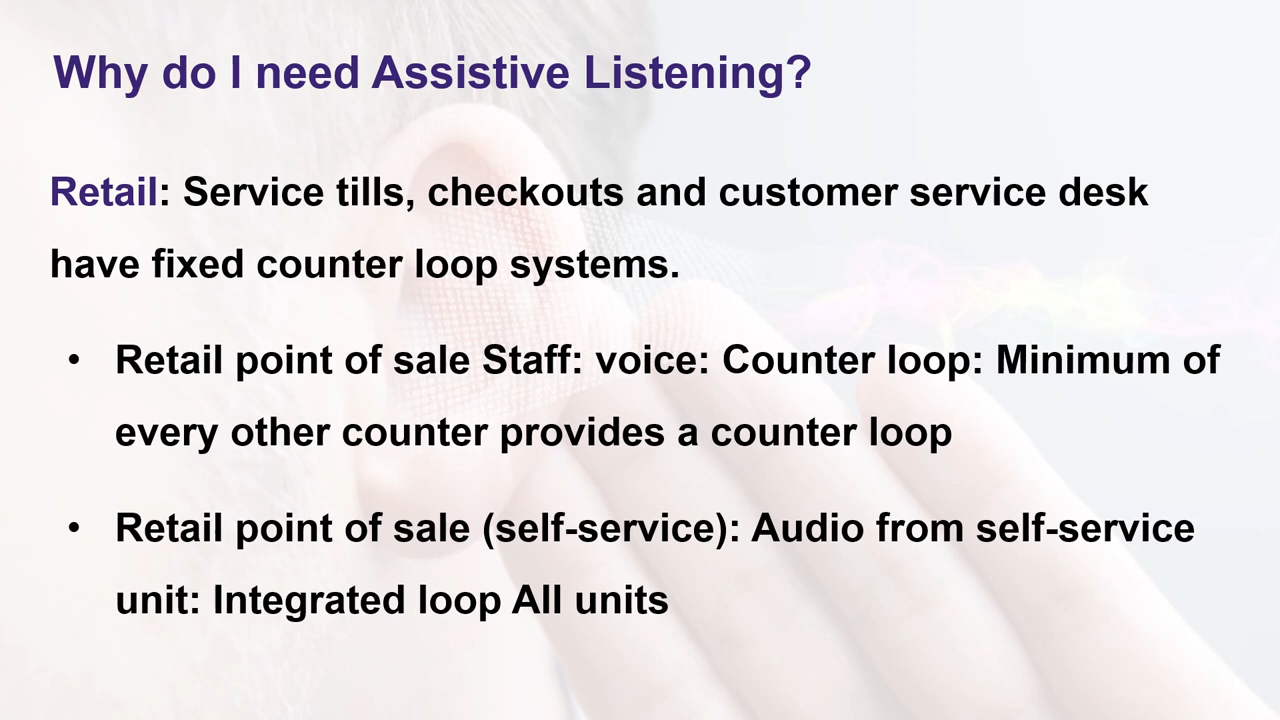 Why do I need Assistive Listening?
Retail: Service tills, checkouts and customer service desk
have fixed counter loop systems.
• Retail point of sale Staff: voice: Counter loop: Minimum of
every other counter provides a counter loop
• Retail point of sale (self-service): Audio from self-service
unit: Integrated loop All units